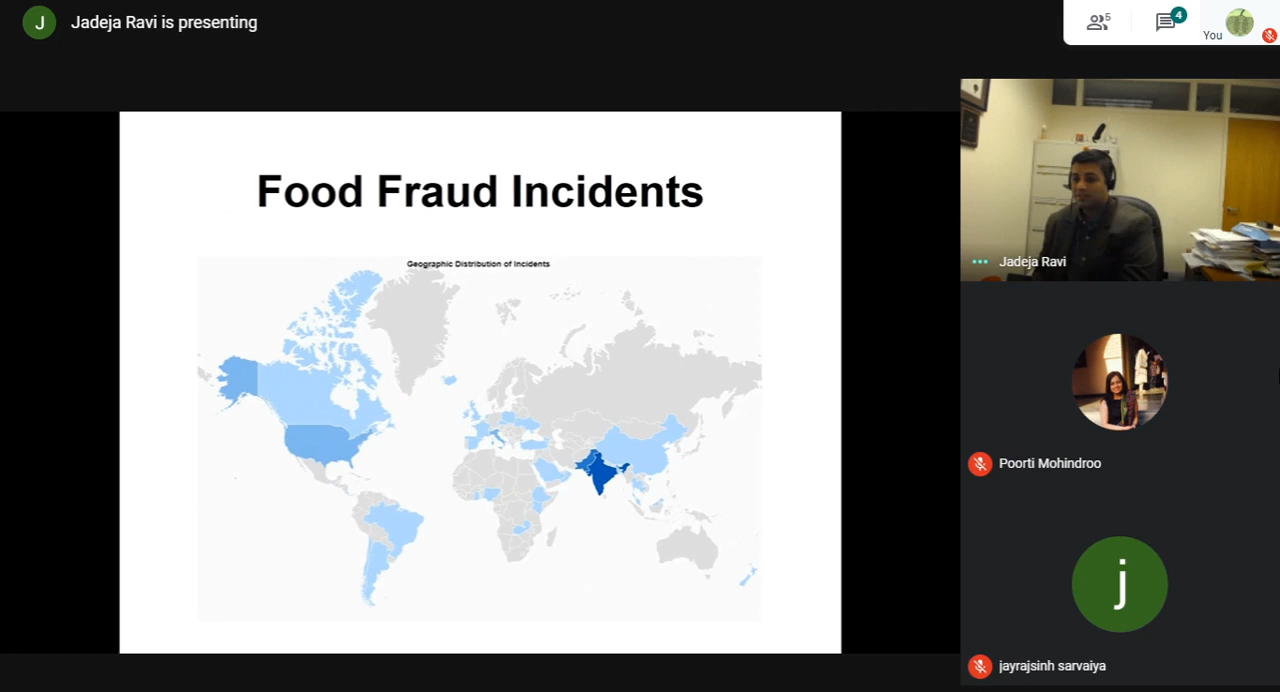 J
Jadeja Ravi is presenting
5
4
You
Food Fraud Incidents
Geographic Distribution of Incidents
Jadeja Ravi
Poorti Mohindroo
j
jayrajsinh sarvaiya